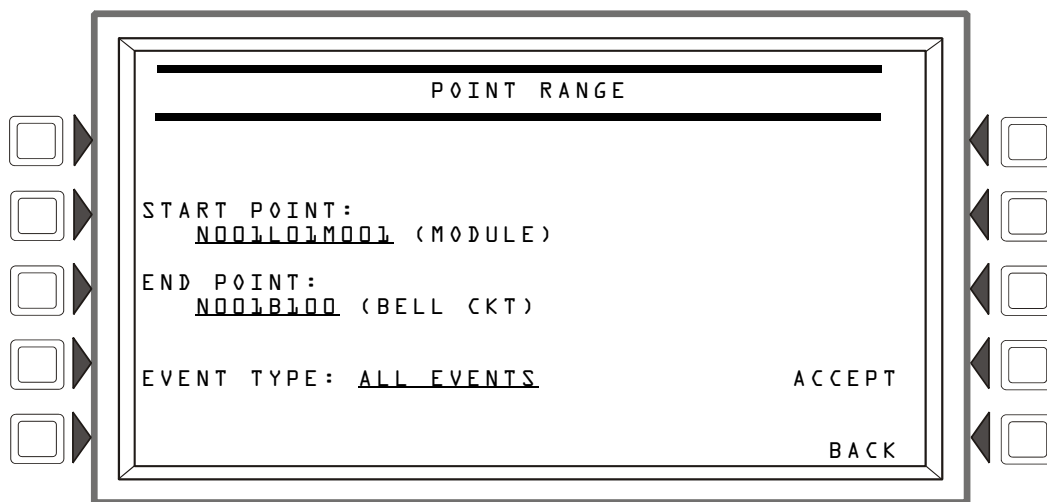 POINT RANGE
START POINT:
N001L01M001 (MODULE)
END POINT:
N001B100 (BELL CKT)
EVENT TYPE: ALL EVENTS
ACCEPT
BACK